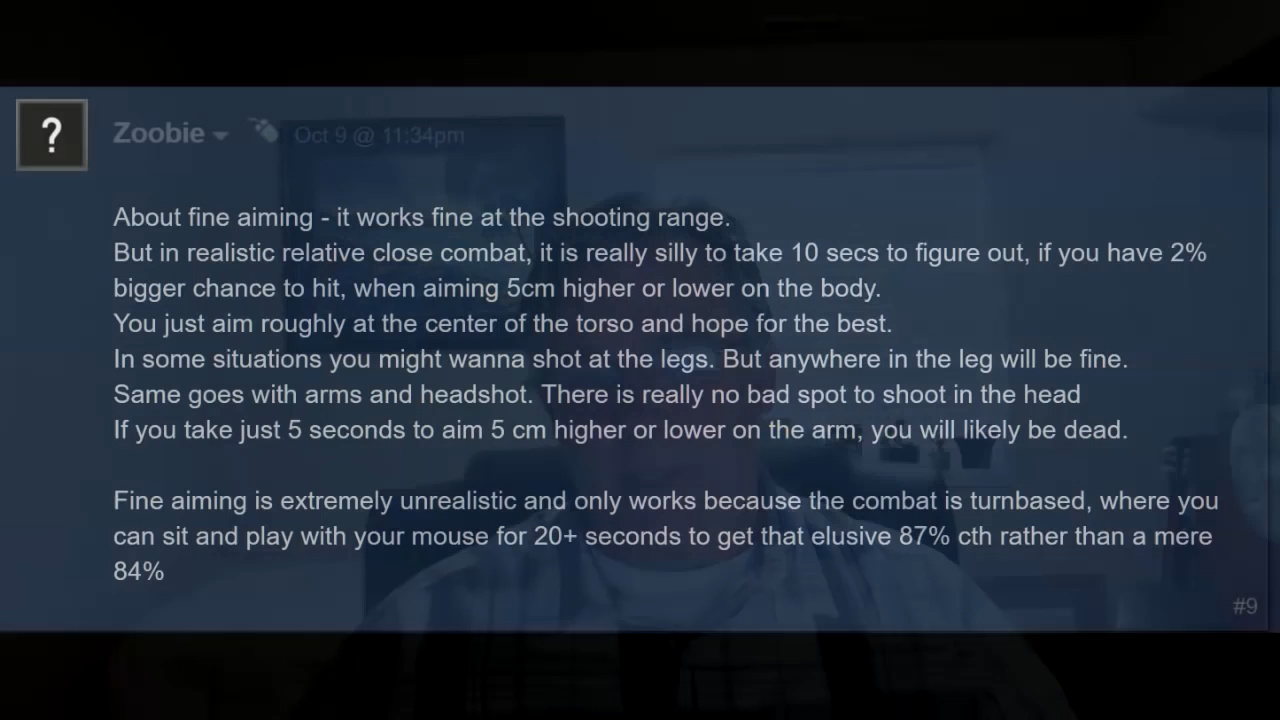 ?
Zoobie
Oct 9 @ 11:34pm
About fine aiming - it works fine at the shooting range.
But in realistic relative close combat, it is really silly to take 10 secs to figure out, if you have 2%
bigger chance to hit, when aiming 5cm higher or lower on the body.
You just aim roughly at the center of the torso and hope for the best.
In some situations you might wanna shot at the legs. But anywhere in the leg will be fine.
Same goes with arms and headshot. There is really no bad spot to shoot in the head
If you take just 5 seconds to aim 5 cm higher or lower on the arm, you will likely be dead.
Fine aiming is extremely unrealistic and only works because the combat is turnbased, where you
can sit and play with your mouse for 20+ seconds to get that elusive 87% cth rather than a mere
84%
#9